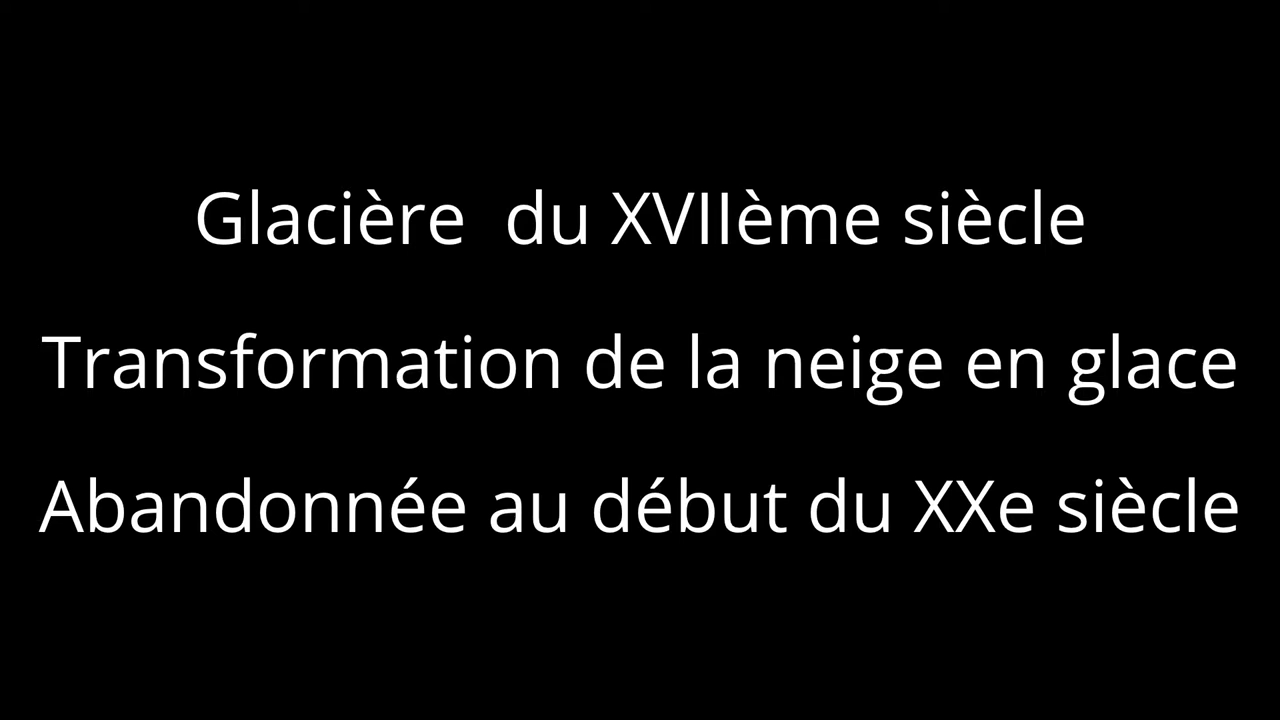 Glacière  du XVIIème siècle
Transformation de la neige en glace
Abandonnée au début du XXe siècle